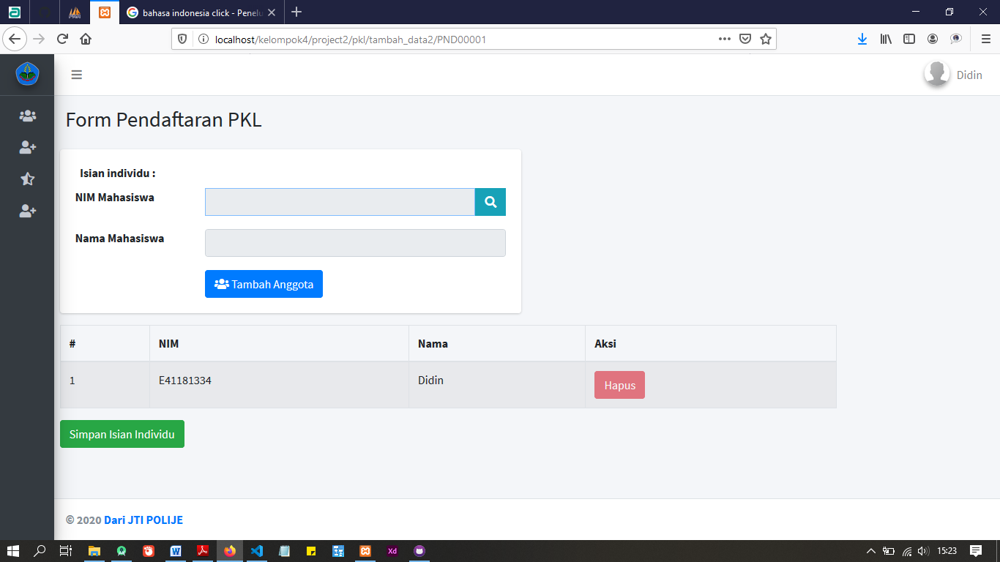 bahasa indonesia click - Penelu
localhost/kelompok4/project2/pkl/tambah_data2/PND00001
Didin
Form Pendaftaran PKL
Isian individu :
NIM Mahasiswa
Nama Mahasiswa
Tambah Anggota
# NIM Nama Aksi
1 E41181334 Didin Hapus
Simpan Isian Individu
© 2020 Dari JTI POLIJE
Xd
15:23